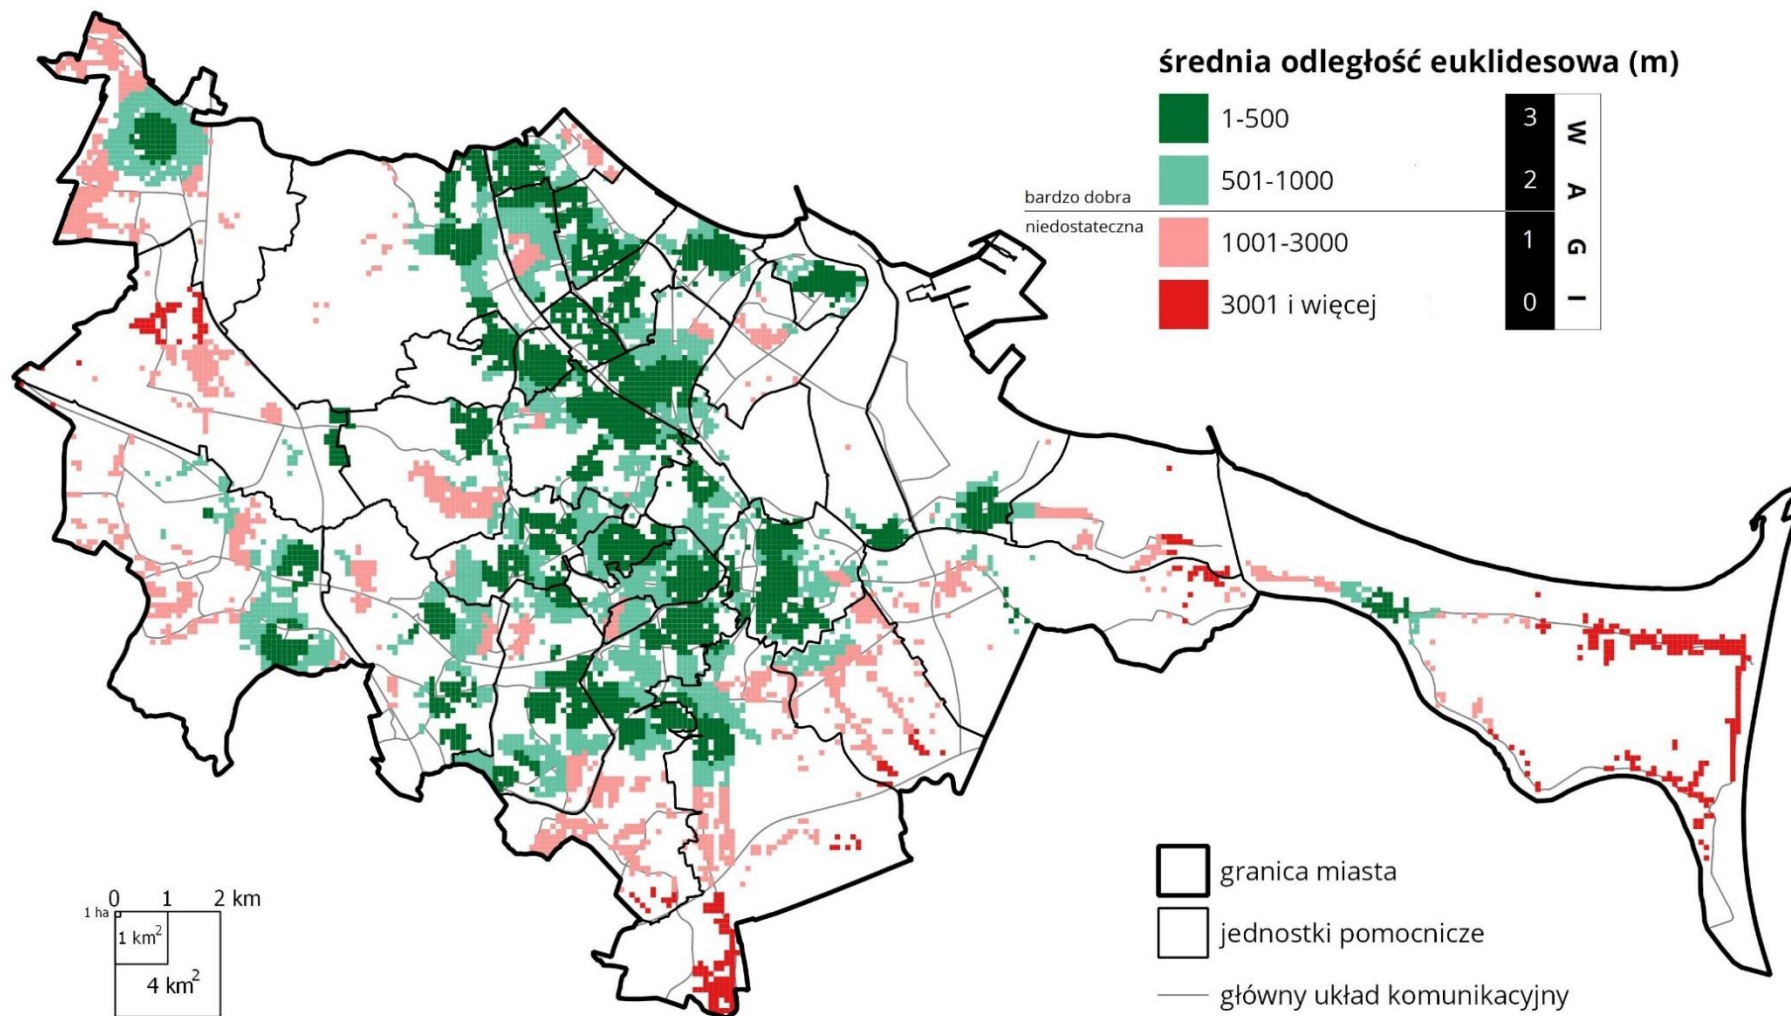 średnia odległość euklidesowa (m)
1-500
501-1000
bardzo dobra
niedostateczna
1001-3000
3001 i więcej
3
2
1
0
W
A
G
I
granica miasta
jednostki pomocnicze
główny układ komunikacyjny
0 1 2 km
1 ha
1 km²
4 km²